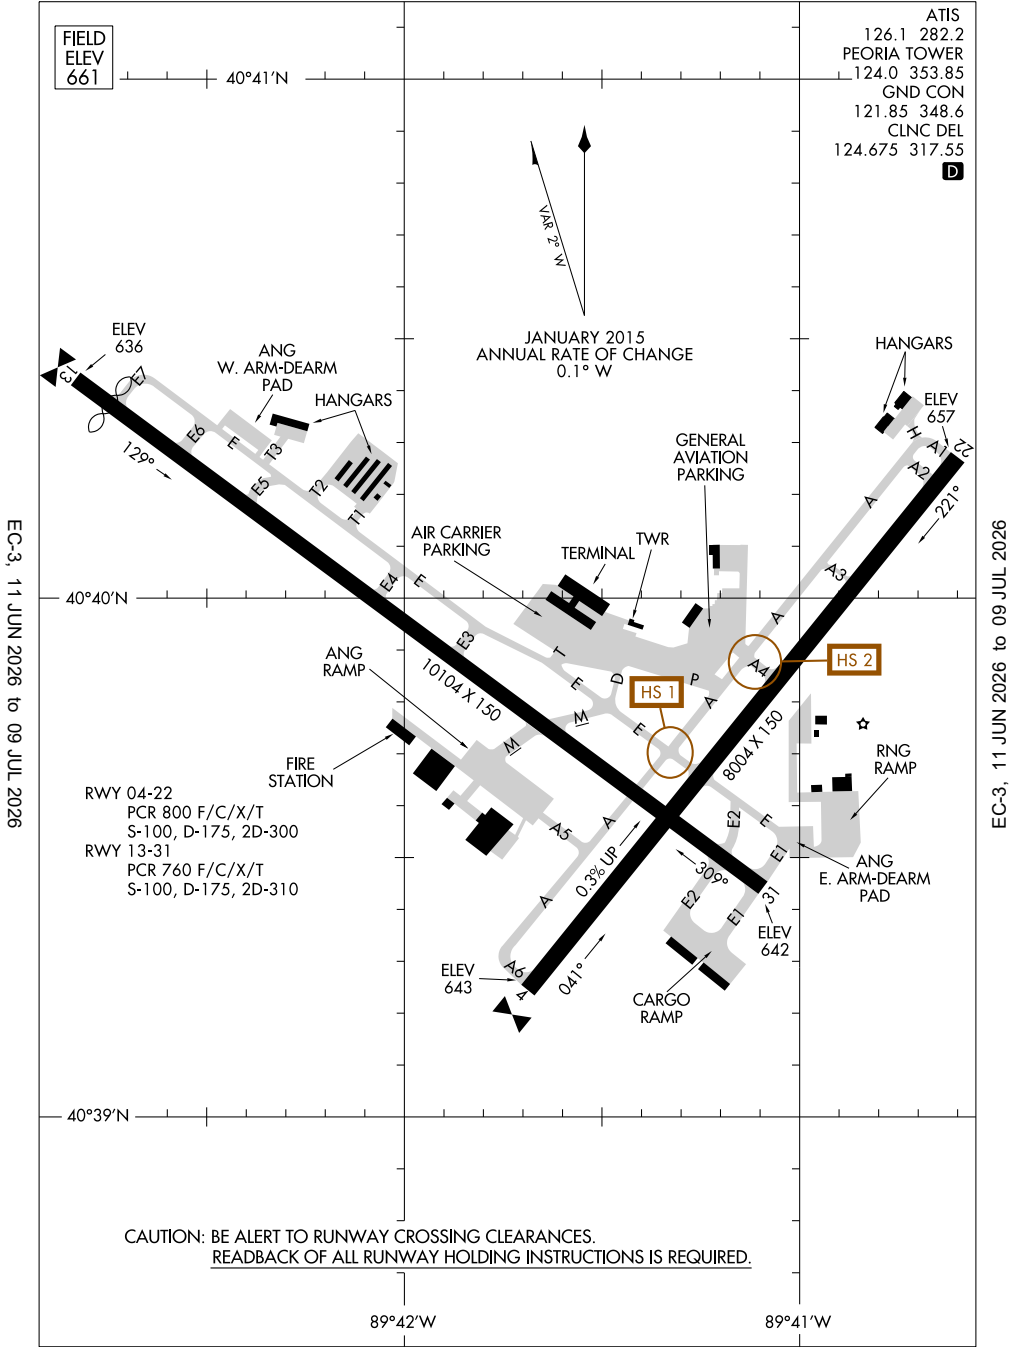 FIELD
ELEV
661
ATIS
126.1 282.2
PEORIA TOWER
124.0 353.85
GND CON
121.85 348.6
CLNC DEL
124.675 317.55
D
40°41'N
VAR 2° W
JANUARY 2015
ANNUAL RATE OF CHANGE
0.1° W
ELEV
636
13
E7
ANG
W. ARM-DEARM
PAD
HANGARS
HANGARS
ELEV
657
22
H
A1
A2
221°
A
E6
E
T3
129°
E5
T2
T1
GENERAL
AVIATION
PARKING
AIR CARRIER
PARKING
TERMINAL
TWR
A3
40°40'N
E4
E
A
E3
T
ANG
RAMP
10104 X 150
E
D
P
A4
HS 2
HS 1
M
M
E
A
8004 X 150
FIRE
STATION
RNG
RAMP
RWY 04-22
PCR 800 F/C/X/T
S-100, D-175, 2D-300
RWY 13-31
PCR 760 F/C/X/T
S-100, D-175, 2D-310
A5
A
E2
E
0.3% UP
309°
E1
ANG
E. ARM-DEARM
PAD
A
E2
E1
31
ELEV
642
A6
4
ELEV
643
041°
CARGO
RAMP
40°39'N
CAUTION: BE ALERT TO RUNWAY CROSSING CLEARANCES.
READBACK OF ALL RUNWAY HOLDING INSTRUCTIONS IS REQUIRED.
89°42'W
89°41'W
EC-3, 11 JUN 2026 to 09 JUL 2026
EC-3, 11 JUN 2026 to 09 JUL 2026